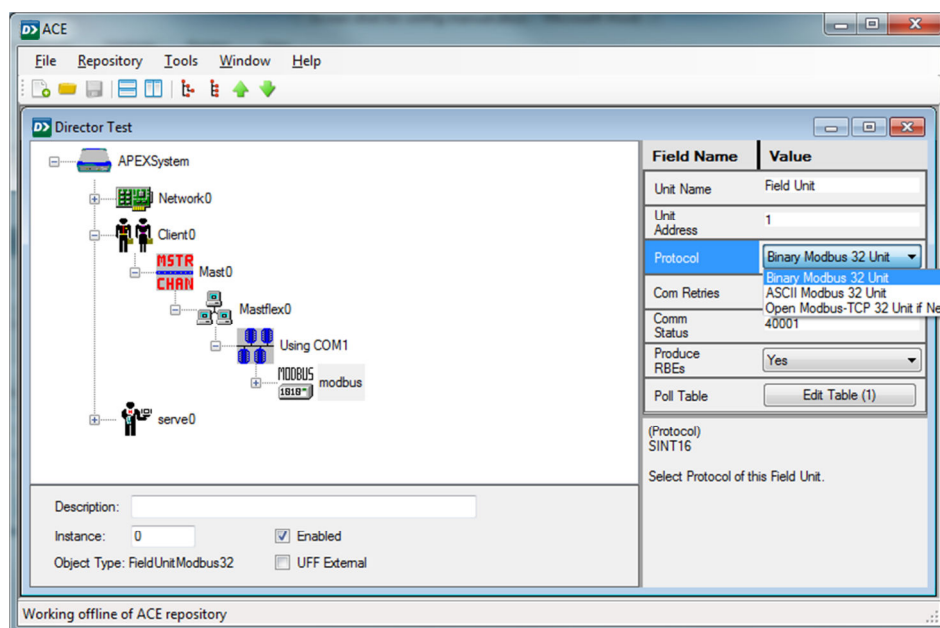 ACE
File Repository Tools Window Help
Director Test
APEXSystem
Network0
Client0
MSTR
CHAN
Mast0
Mastflex0
Using COM1
MODBUS
1010
modbus
serve0
Description:
Instance: 0
Enabled
Object Type: FieldUnitModbus32
UFF External
Field Name Value
Unit Name Field Unit
Unit
Address 1
Protocol Binary Modbus 32 Unit
Binary Modbus 32 Unit
ASCII Modbus 32 Unit
Open Modbus-TCP 32 Unit if Ne
Com Retries
Comm
Status 40001
Produce
RBEs Yes
Poll Table Edit Table (1)
(Protocol)
SINT16
Select Protocol of this Field Unit.
Working offline of ACE repository